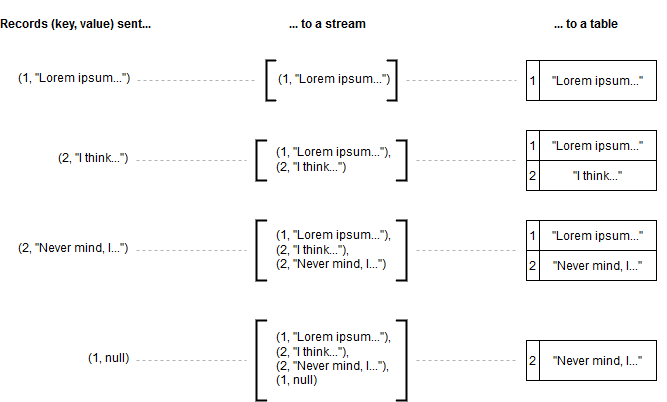 Records (key, value) sent... ... to a stream ... to a table
(1, "Lorem ipsum...") (1, "Lorem ipsum...") 1 "Lorem ipsum..."
(2, "I think...")
(1, "Lorem ipsum..."),
(2, "I think...")
1 "Lorem ipsum..."
2 "I think..."
(2, "Never mind, I...")
(1, "Lorem ipsum..."),
(2, "I think..."),
(2, "Never mind, I...")
1 "Lorem ipsum..."
2 "Never mind, I..."
(1, null)
(1, "Lorem ipsum..."),
(2, "I think..."),
(2, "Never mind, I..."),
(1, null)
2 "Never mind, I..."